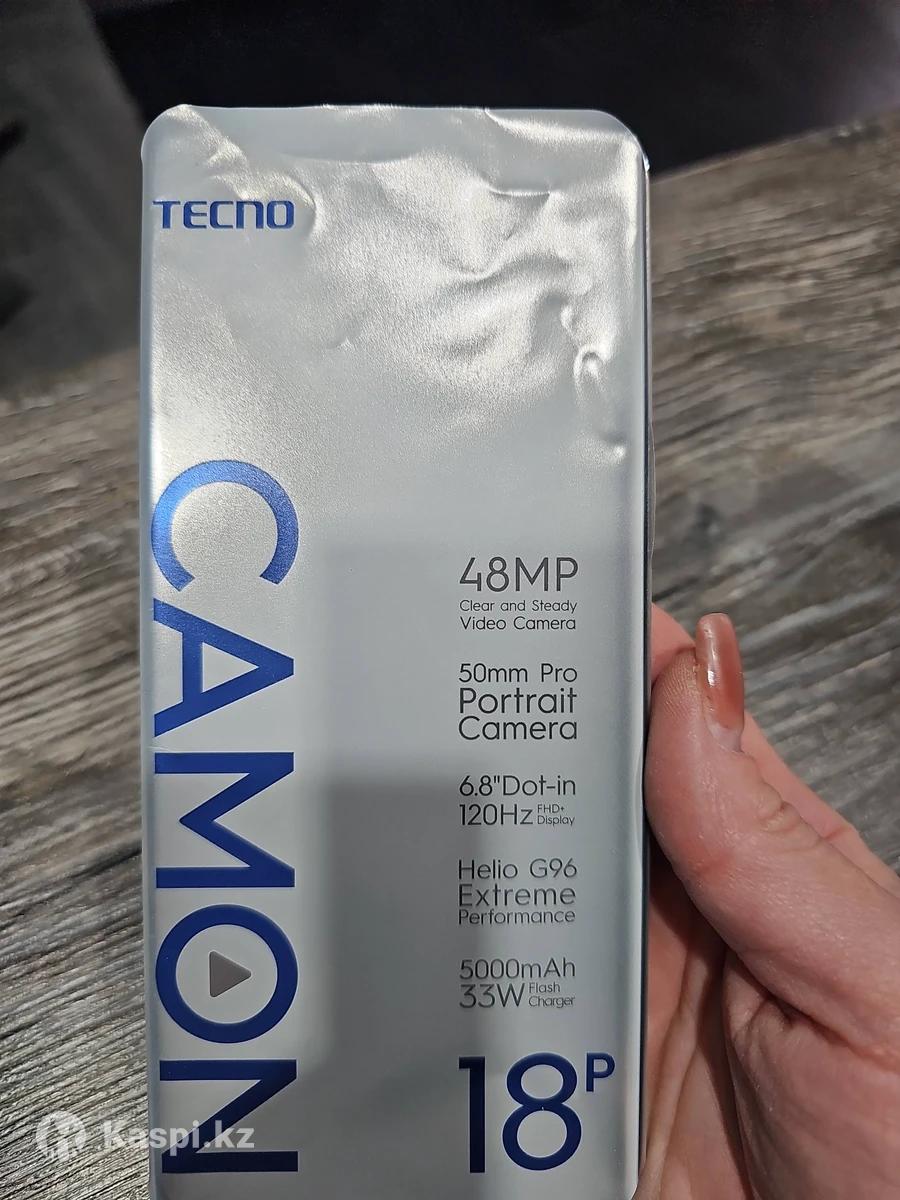 TECNO
CAMON
48MP
Clear and Steady
Video Camera
50mm Pro
Portrait
Camera
6.8"Dot-in
120Hz FHD+ Display
Helio G96
Extreme
Performance
5000mAh
33W Flash Charger
18P
Kaspi.kz